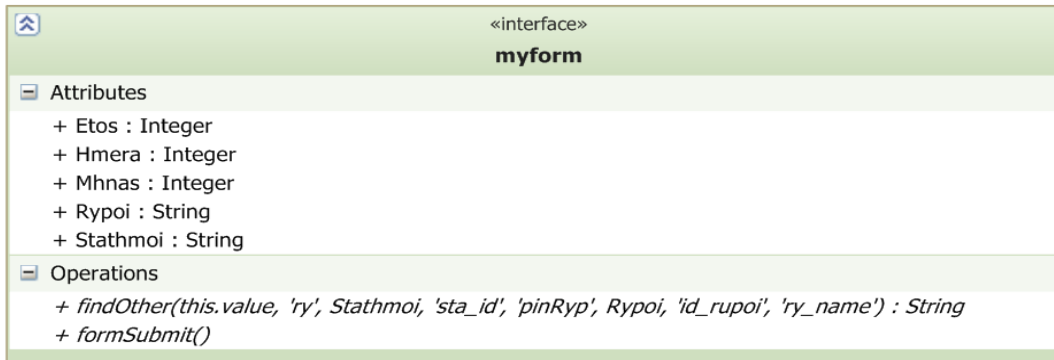 «interface»
myform
Attributes
+ Etos : Integer
+ Hmera : Integer
+ Mhnas : Integer
+ Rypoi : String
+ Stathmoi : String
Operations
+ findOther(this.value, 'ry', Stathmoi, 'sta_id', 'pinRyp', Rypoi, 'id_rupoi', 'ry_name') : String
+ formSubmit()